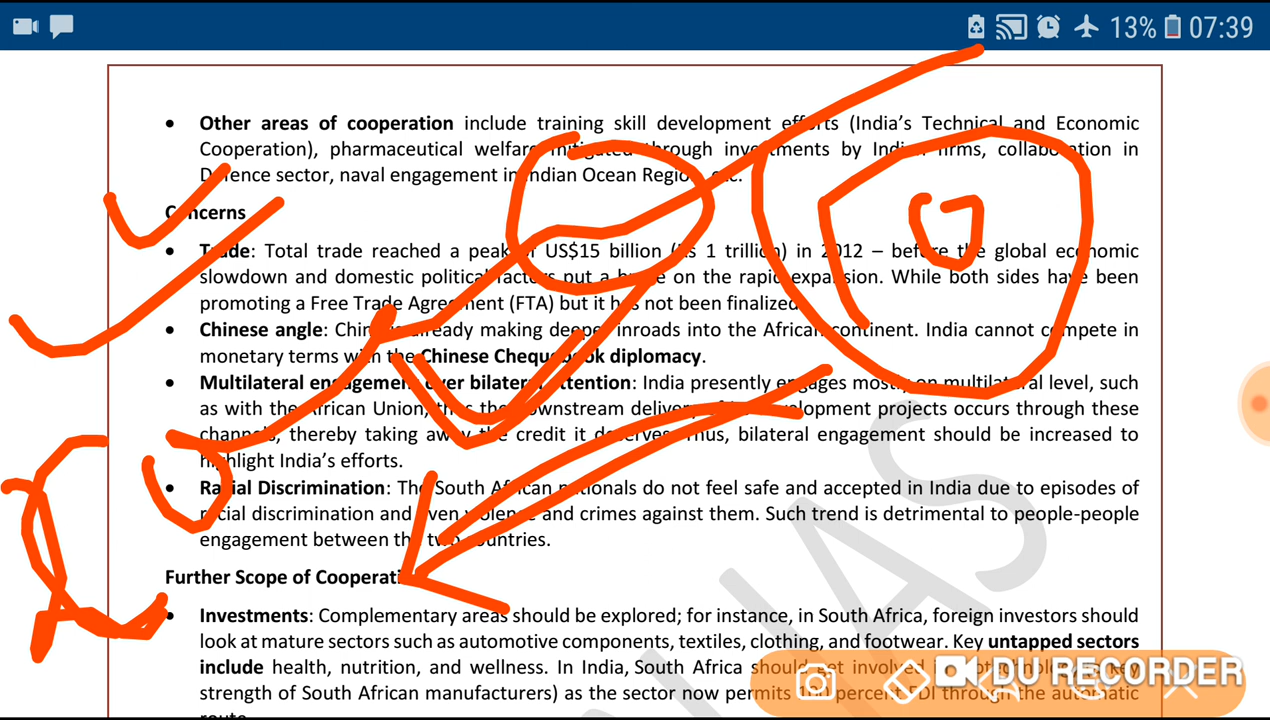 13% 07:39
• Other areas of cooperation include training skill development efforts (India's Technical and Economic
Cooperation), pharmaceutical welfare mitigated through investments by Indian firms, collaboration in
Defence sector, naval engagement in Indian Ocean Region, etc.
Concerns
• Trade: Total trade reached a peak of US$15 billion (Rs 1 trillion) in 2012 – before the global economic
slowdown and domestic political factors put a brake on the rapid expansion. While both sides have been
promoting a Free Trade Agreement (FTA) but it has not been finalized.
• Chinese angle: China is already making deeper inroads into the African continent. India cannot compete in
monetary terms with the Chinese Chequebook diplomacy.
• Multilateral engagement over bilateral attention: India presently engages mostly on multilateral level, such
as with the African Union, thus the downstream delivery of its development projects occurs through these
channels, thereby taking away the credit it deserves. Thus, bilateral engagement should be increased to
highlight India's efforts.
• Racial Discrimination: The South African nationals do not feel safe and accepted in India due to episodes of
racial discrimination and even violence and crimes against them. Such trend is detrimental to people-people
engagement between the two countries.
Further Scope of Cooperation
• Investments: Complementary areas should be explored; for instance, in South Africa, foreign investors should
look at mature sectors such as automotive components, textiles, clothing, and footwear. Key untapped sectors
include health, nutrition, and wellness. In India, South Africa should get involved in
strength of South African manufacturers) as the sector now permits 100 percent FDI through the automatic
route
IAS
DU RECORDER